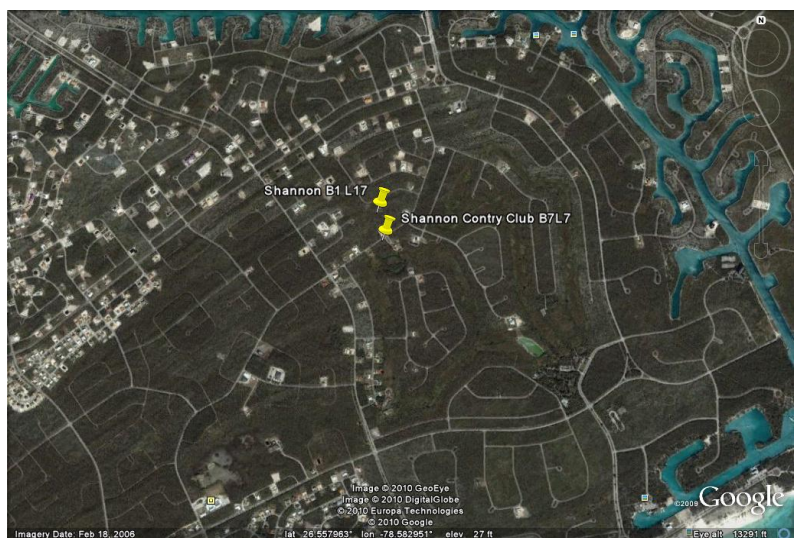 N
Shannon B1 L17
Shannon Contry Club B7L7
Image © 2010 GeoEye
Image © 2010 DigitalGlobe
© 2010 Europa Technologies
© 2010 Google
©2009 Google
Imagery Date: Feb 18, 2006 lat 26.557963° lon -78.582951° elev 27 ft Eye alt 13291 ft